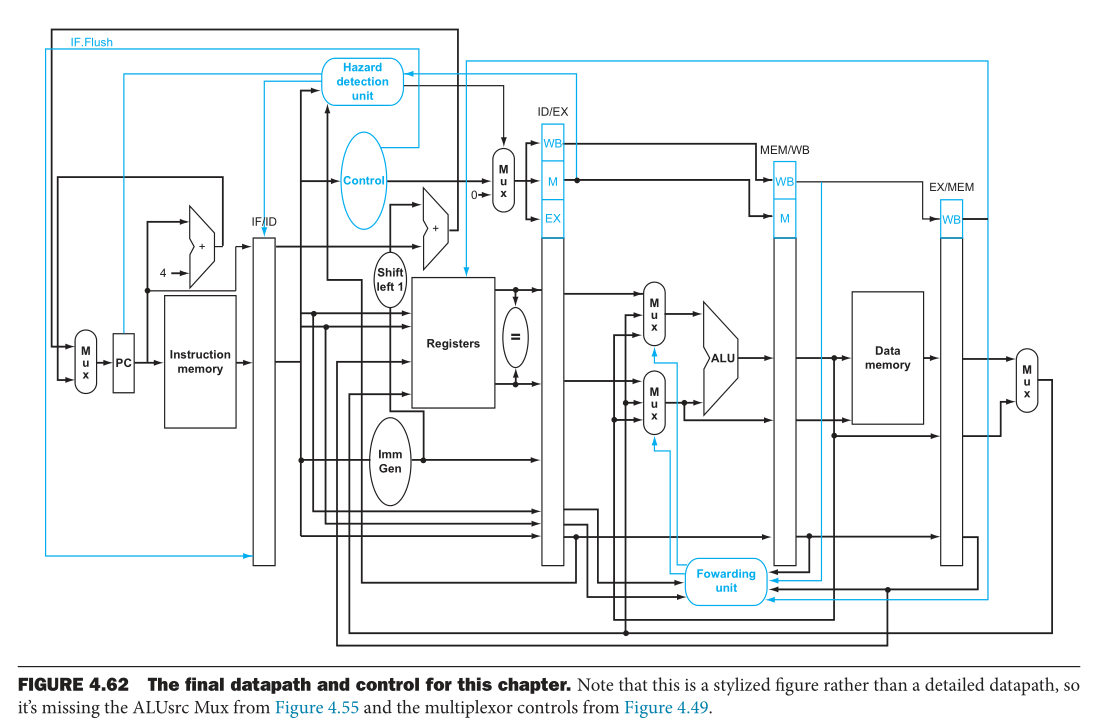 IF.Flush
Hazard
detection
unit
ID/EX
WB
MEM/WB
Control
M
u
x
M
WB
EX/MEM
0
EX
M
WB
IF/ID
+
+
4
Shift
left 1
M
u
x
M
u
x
PC
Instruction
memory
Registers
=
ALU
Data
memory
M
u
x
M
u
x
Imm
Gen
Fowarding
unit
FIGURE 4.62 The final datapath and control for this chapter. Note that this is a stylized figure rather than a detailed datapath, so
it’s missing the ALUsrc Mux from Figure 4.55 and the multiplexor controls from Figure 4.49.